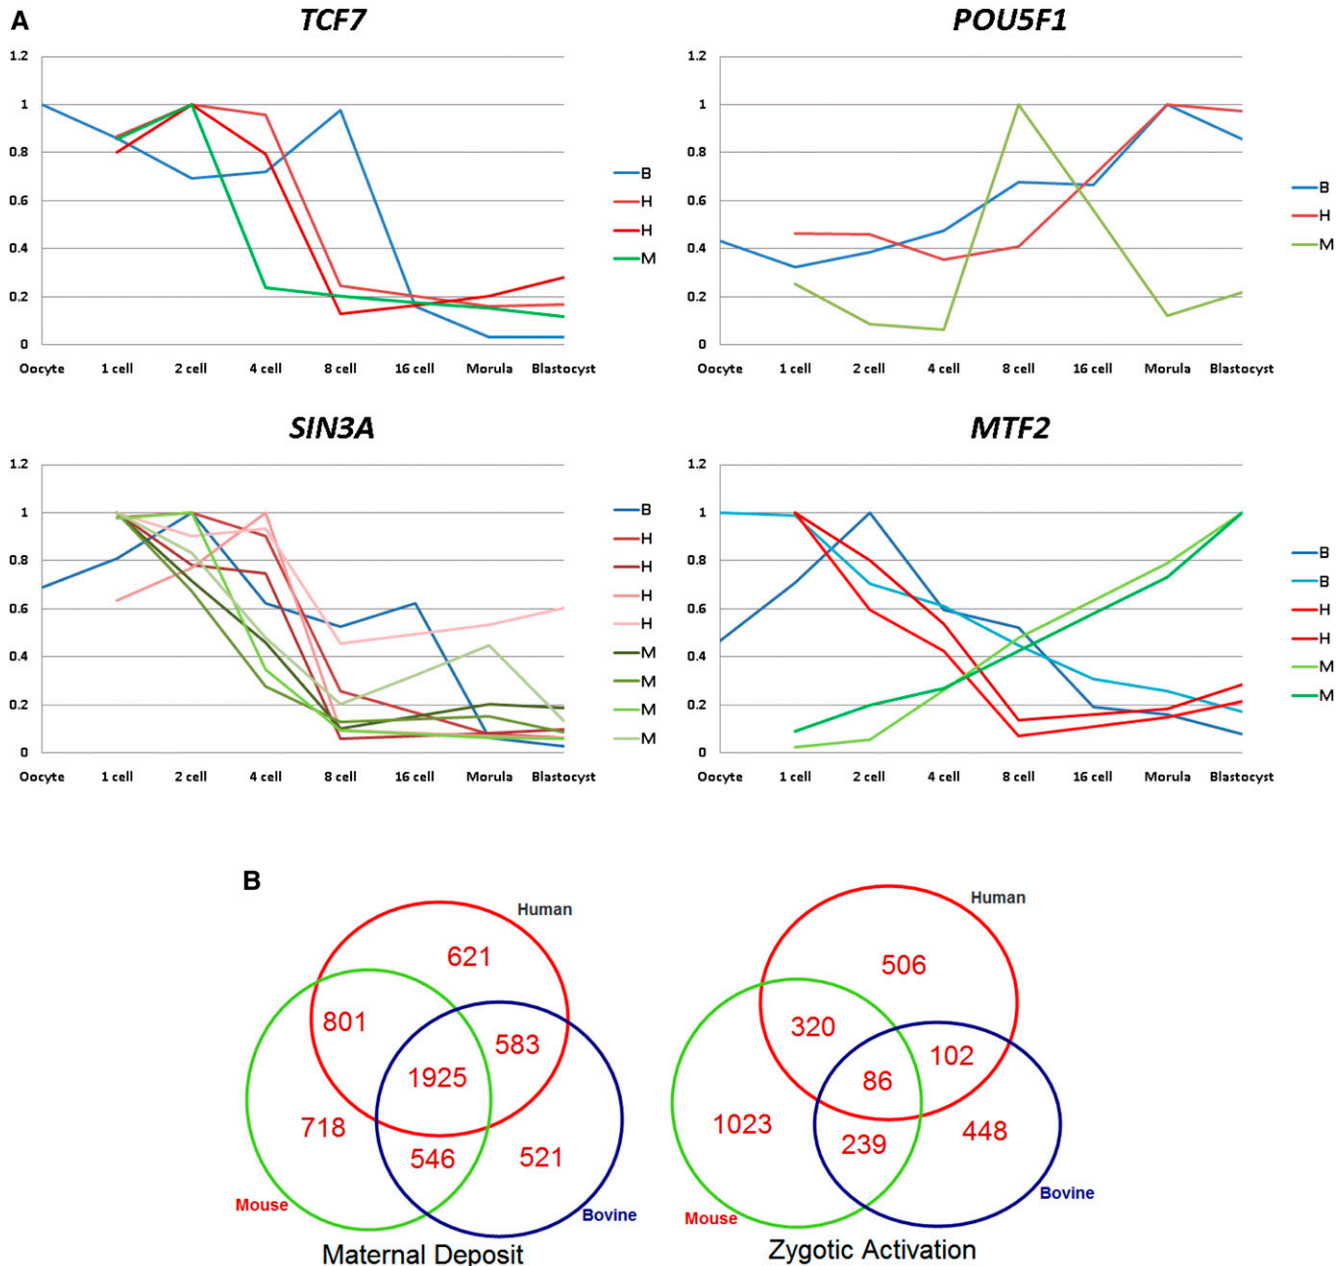 A
TCF7
1.2
1
0.8
0.6
0.4
0.2
0
Oocyte 1 cell 2 cell 4 cell 8 cell 16 cell Morula Blastocyst
B
H
H
M
POU5F1
1.2
1
0.8
0.6
0.4
0.2
0
Oocyte 1 cell 2 cell 4 cell 8 cell 16 cell Morula Blastocyst
B
H
M
SIN3A
1.2
1
0.8
0.6
0.4
0.2
0
Oocyte 1 cell 2 cell 4 cell 8 cell 16 cell Morula Blastocyst
B
H
H
H
H
M
M
M
M
MTF2
1.2
1
0.8
0.6
0.4
0.2
0
Oocyte 1 cell 2 cell 4 cell 8 cell 16 cell Morula Blastocyst
B
B
H
H
M
M
B
Human
621
801
583
1925
718
546
521
Mouse
Bovine
Maternal Deposit
Human
506
320
102
86
1023
239
448
Mouse
Bovine
Zygotic Activation